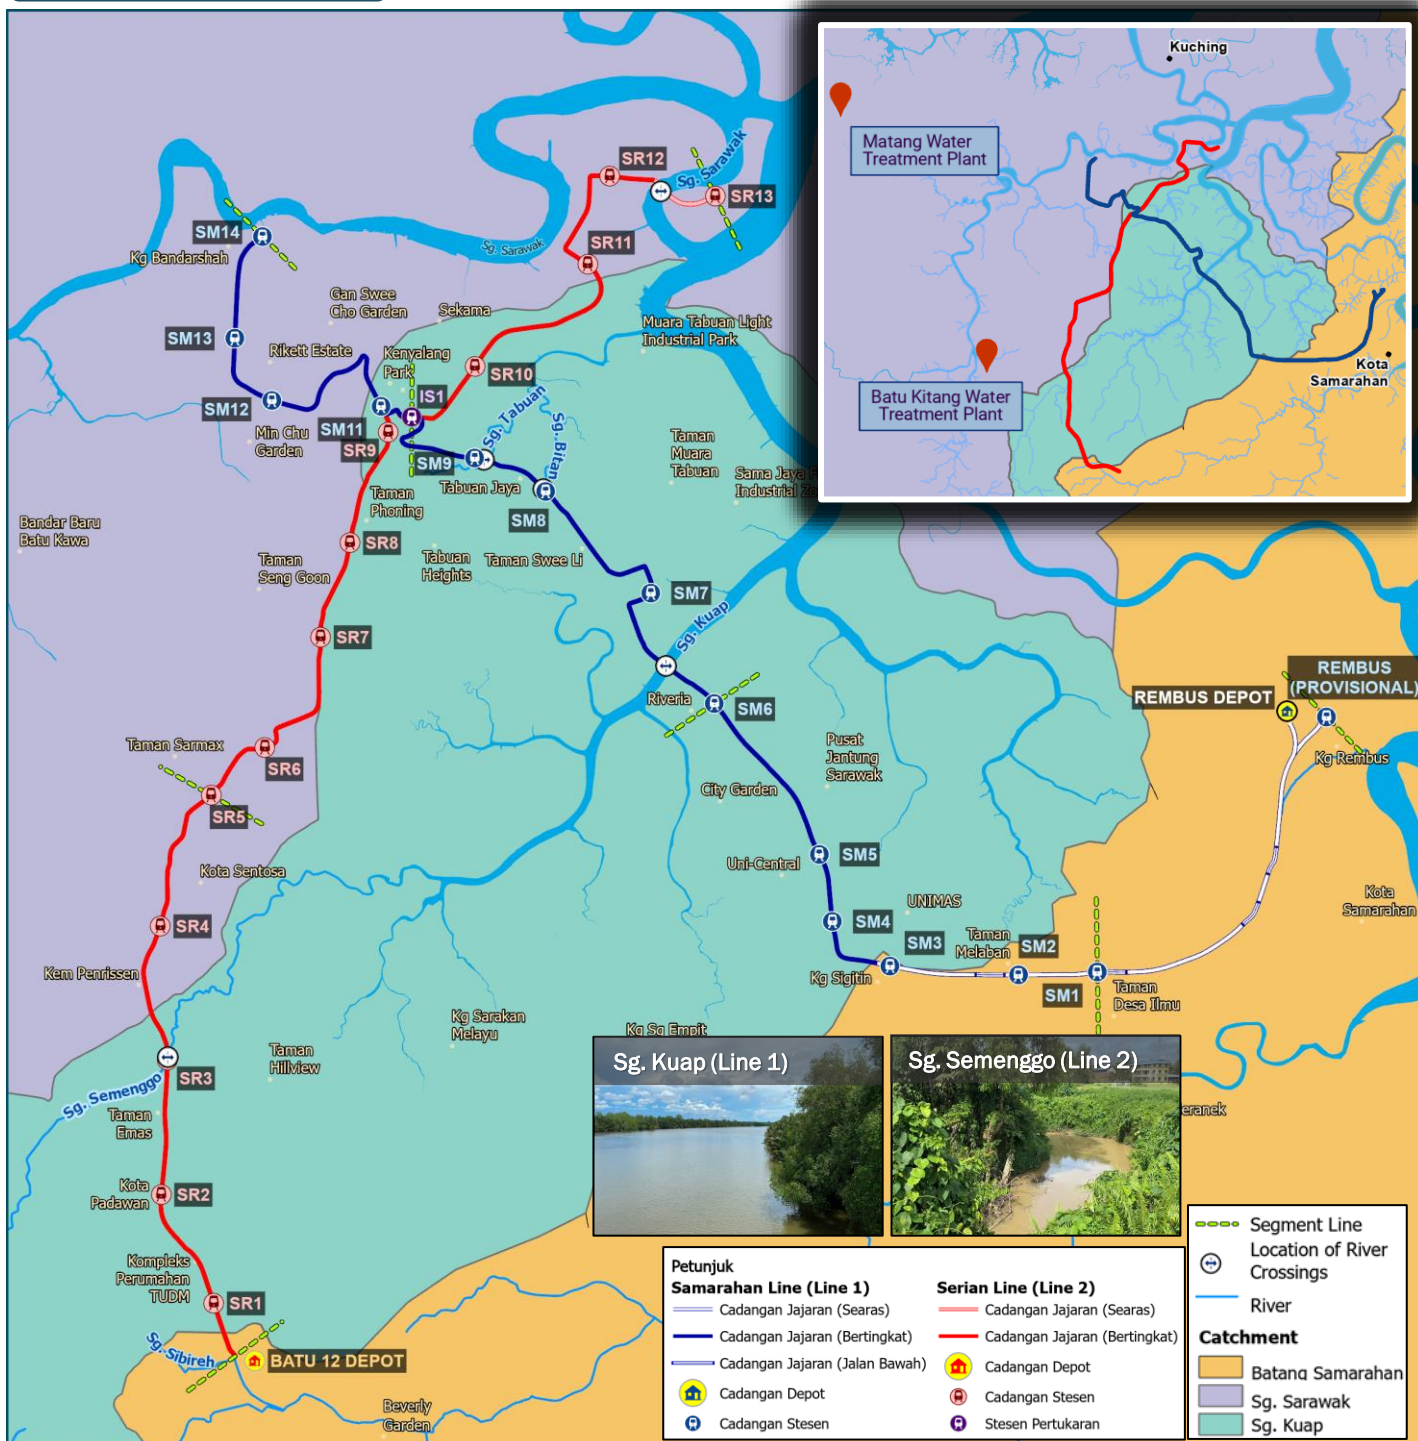 Kuching
Matang Water
Treatment Plant
Batu Kitang Water
Treatment Plant
Kota
Samarahan
SR12
Sg. Sarawak
SR13
SM14
Kg Bandarshah
Sg. Sarawak
SR11
Gan Swee
Cho Garden
Sekama
Muara Tabuan Light
Industrial Park
SM13
Rikett Estate
Kenyalang
Park
SR10
IS1
SM12
SM11
Sg. Tabuan
Sg. Bitan
Min Chu
Garden
SR9
SM9
Taman
Muara
Tabuan
Tabuan Jaya
Sama Jaya
Industrial
Taman
Phoning
SM8
Bandar Baru
Batu Kawa
SR8
Taman
Seng Goon
Tabuan
Heights
Taman Swee Li
SM7
Sg. Kuap
SR7
REMBUS
(PROVISIONAL)
REMBUS DEPOT
Riveria
SM6
Taman Sarmax
SR6
Pusat
Jantung
Sarawak
Kg Rembus
City Garden
SR5
SM5
Uni-Central
Kota Sentosa
UNIMAS
Kota
Samarahan
SR4
SM4
Taman
Melaban
SM3
SM2
Kem Penrissen
Kg Sigitin
SM1
Taman
Desa Ilmu
Kg Sarakan
Melayu
Kg Sg Empit
Taman
Hillview
SR3
Sg. Semenggo
Sg. Kuap (Line 1)
Sg. Semenggo (Line 2)
Taman
Emas
eranek
Kota
Padawan
SR2
Kompleks
Perumahan
TUDM
SR1
Sg. Sibireh
BATU 12 DEPOT
Beverly
Garden
Petunjuk
Samarahan Line (Line 1)
Cadangan Jajaran (Searas)
Cadangan Jajaran (Bertingkat)
Cadangan Jajaran (Jalan Bawah)
Cadangan Depot
Cadangan Stesen
Serian Line (Line 2)
Cadangan Jajaran (Searas)
Cadangan Jajaran (Bertingkat)
Cadangan Depot
Cadangan Stesen
Stesen Pertukaran
Segment Line
Location of River
Crossings
River
Catchment
Batang Samarahan
Sg. Sarawak
Sg. Kuap